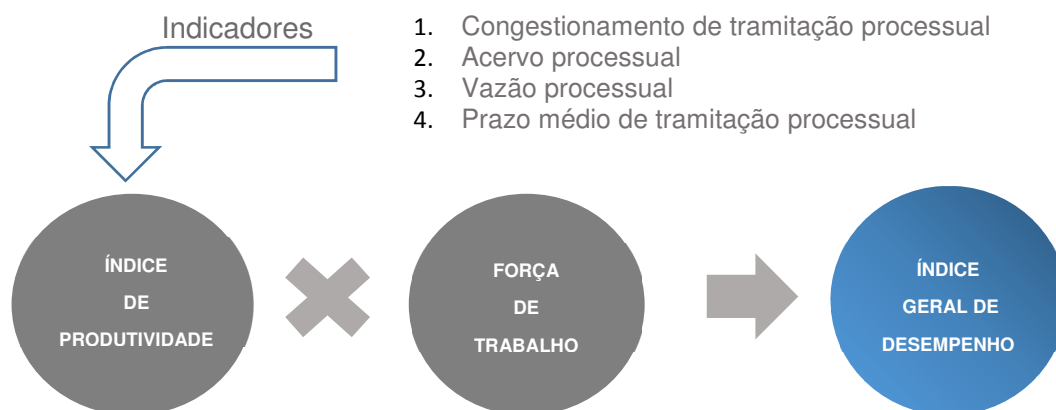 Indicadores
1. Congestionamento de tramitação processual
2. Acervo processual
3. Vazão processual
4. Prazo médio de tramitação processual
ÍNDICE
DE
PRODUTIVIDADE
FORÇA
DE
TRABALHO
ÍNDICE
GERAL DE
DESEMPENHO